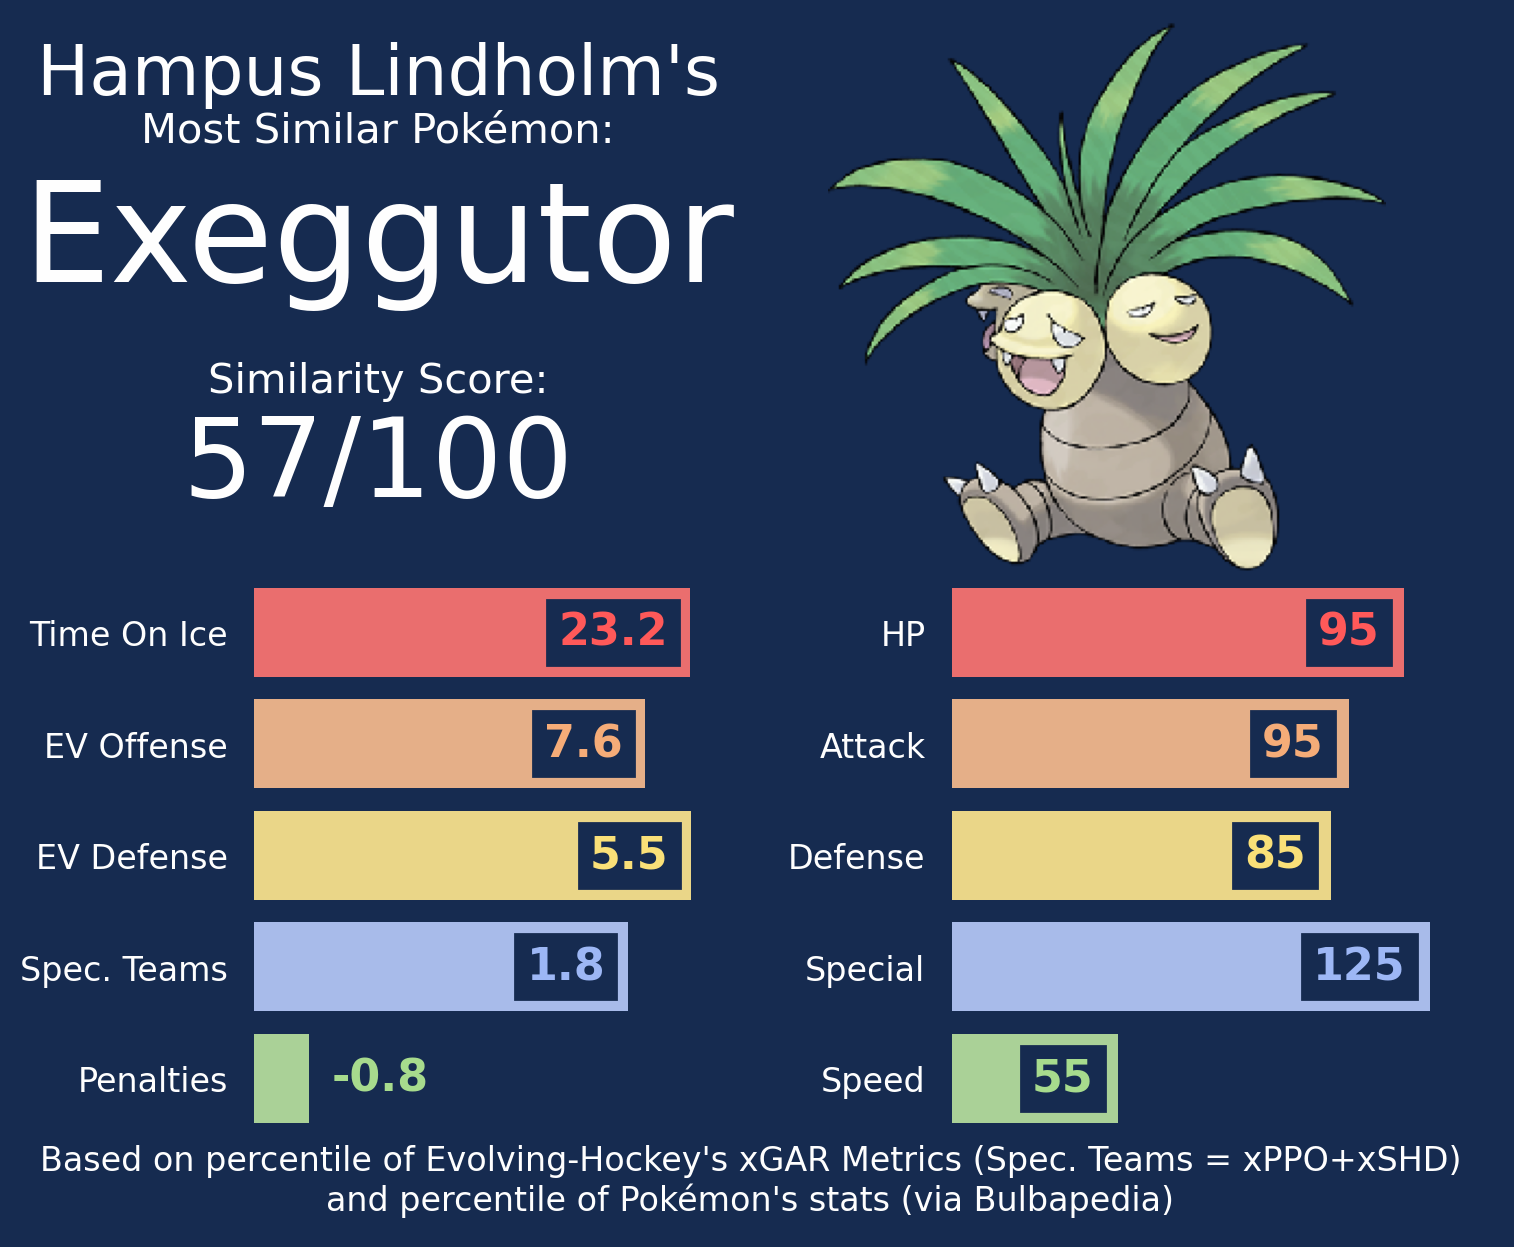 Hampus Lindholm's
Most Similar Pokémon:
Exeggutor
Similarity Score:
57/100
Time On Ice 23.2
EV Offense 7.6
EV Defense 5.5
Spec. Teams 1.8
Penalties -0.8
HP 95
Attack 95
Defense 85
Special 125
Speed 55
Based on percentile of Evolving-Hockey's xGAR Metrics (Spec. Teams = xPPO+xSHD)
and percentile of Pokémon's stats (via Bulbapedia)